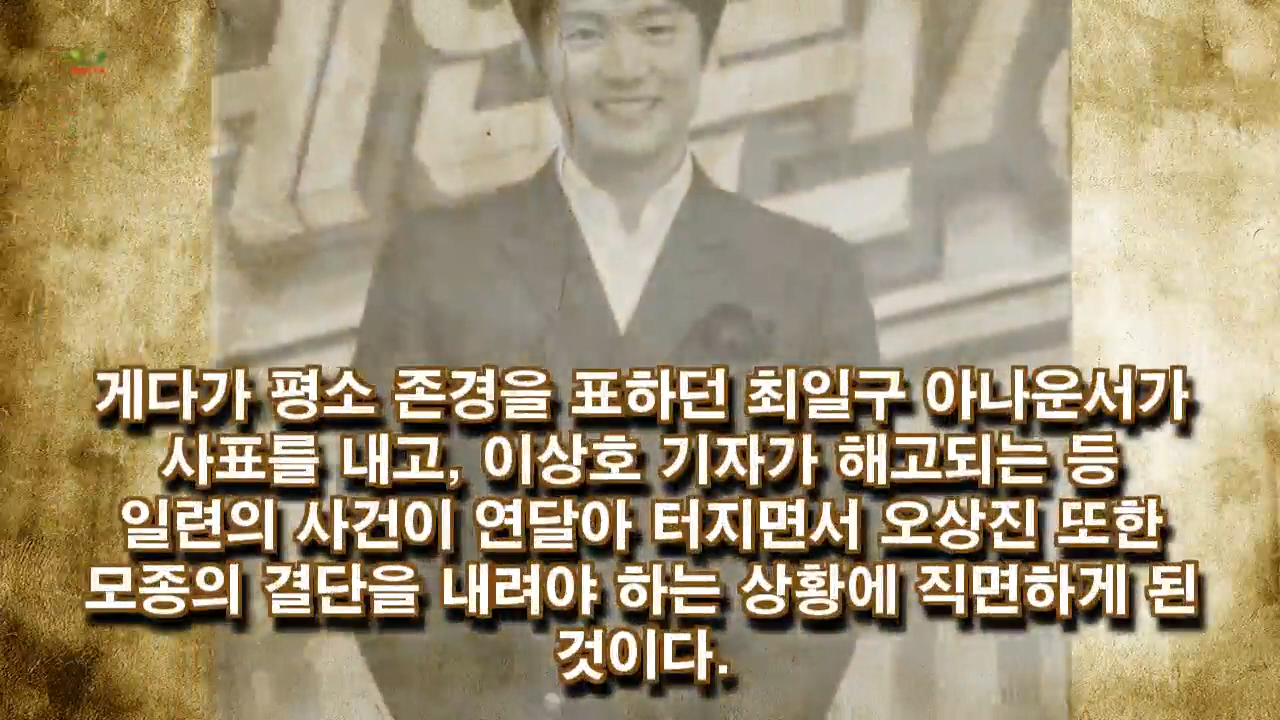 게다가 평소 존경을 표하던 최일구 아나운서가
사표를 내고, 이상호 기자가 해고되는 등
일련의 사건이 연달아 터지면서 오상진 또한
모종의 결단을 내려야 하는 상황에 직면하게 된
것이다.